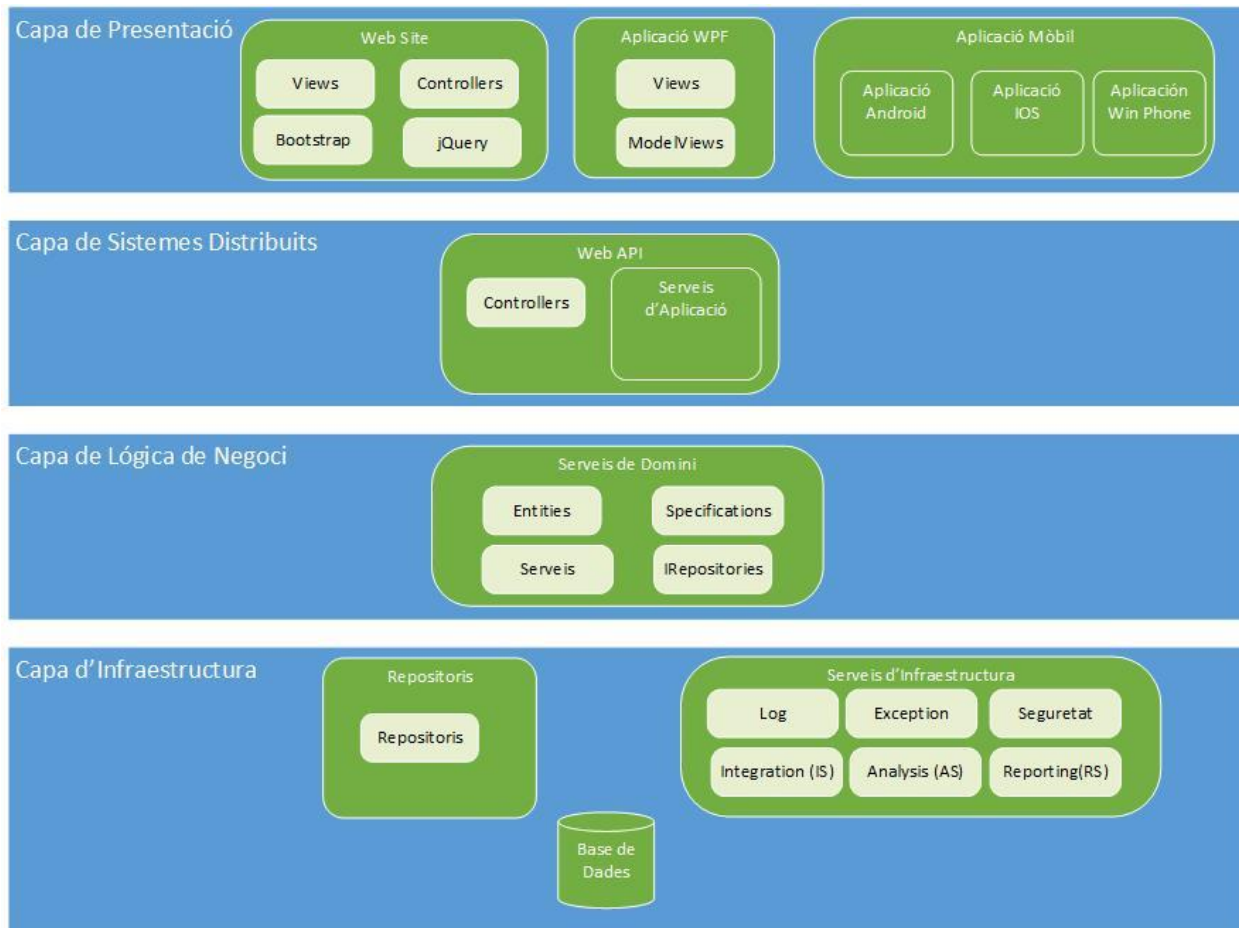 Capa de Presentació
Web Site
Views
Controllers
Bootstrap
jQuery
Aplicació WPF
Views
ModelViews
Aplicació Mòbil
Aplicació
Android
Aplicació
IOS
Aplicación
Win Phone
Capa de Sistemes Distribuits
Web API
Controllers
Serveis
d'Aplicació
Capa de Lógica de Negoci
Serveis de Domini
Entities
Specifications
Serveis
IRepositories
Capa d'Infraestructura
Repositoris
Repositoris
Serveis d'Infraestructura
Log
Exception
Seguretat
Integration (IS)
Analysis (AS)
Reporting(RS)
Base de
Dades